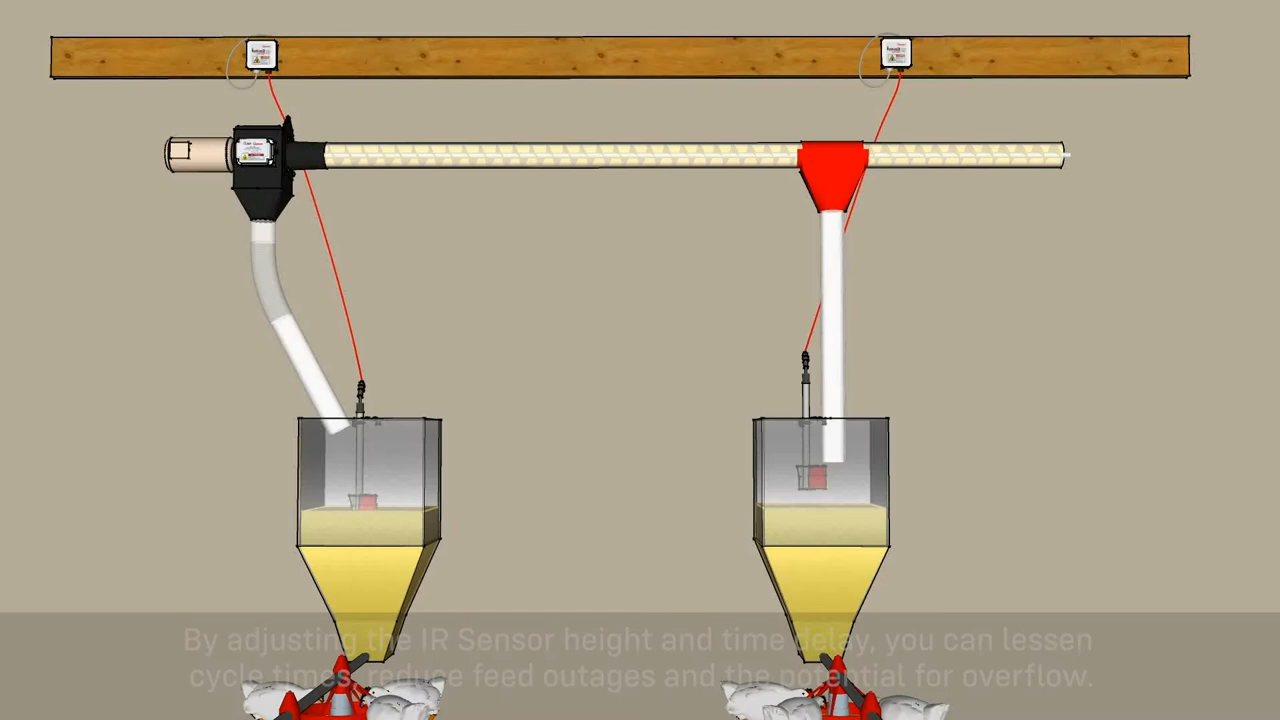 By adjusting the IR Sensor height and time delay, you can lessen
cycle times, reduce feed outages and the potential for overflow.